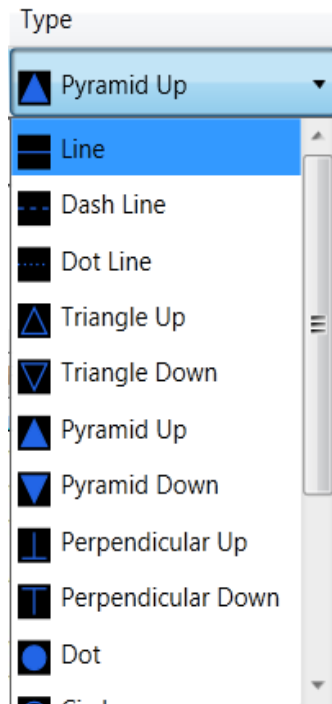 Type
Pyramid Up
Line
Dash Line
Dot Line
Triangle Up
Triangle Down
Pyramid Up
Pyramid Down
Perpendicular Up
Perpendicular Down
Dot